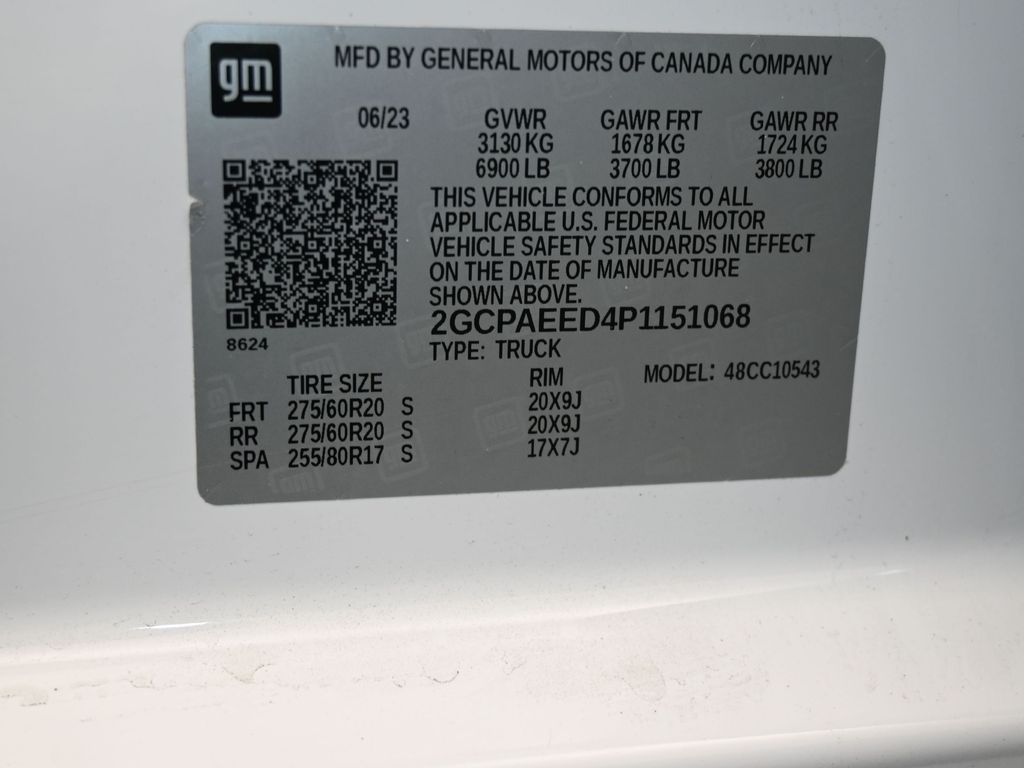 gm
MFD BY GENERAL MOTORS OF CANADA COMPANY
06/23 GVWR GAWR FRT GAWR RR
3130 KG 1678 KG 1724 KG
6900 LB 3700 LB 3800 LB
THIS VEHICLE CONFORMS TO ALL
APPLICABLE U.S. FEDERAL MOTOR
VEHICLE SAFETY STANDARDS IN EFFECT
ON THE DATE OF MANUFACTURE
SHOWN ABOVE.
2GCPAEED4P1151068
8624
TYPE: TRUCK
TIRE SIZE RIM MODEL: 48CC10543
FRT 275/60R20 S 20X9J
RR 275/60R20 S 20X9J
SPA 255/80R17 S 17X7J